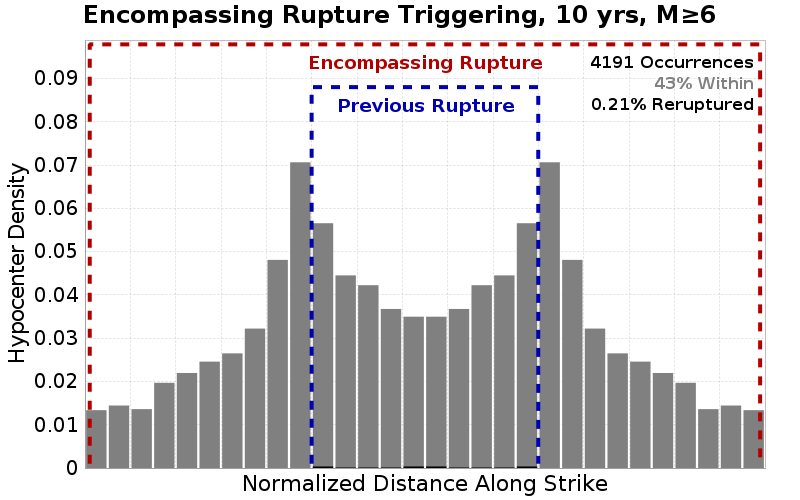 Encompassing Rupture Triggering, 10 yrs, M≥6
Encompassing Rupture
4191 Occurrences
43% Within
Previous Rupture
0.21% Reruptured
Hypocenter Density
0.09
0.08
0.07
0.06
0.05
0.04
0.03
0.02
0.01
0
Normalized Distance Along Strike